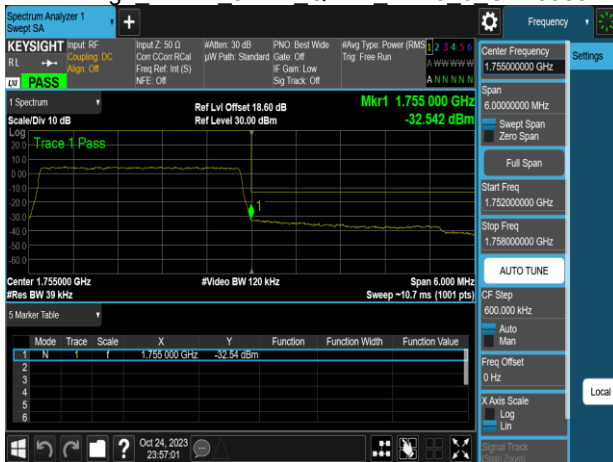 Spectrum Analyzer 1
Swept SA
Frequency
KEYSIGHT
RL
LXI PASS
Input: RF
Coupling: DC
Align: Off
Input Z: 50 Ω
Corr CCorr RCal
Freq Ref: Int (S)
NFE: Off
#Atten: 30 dB
µW Path: Standard
PNO: Best Wide
Gate: Off
IF Gain: Low
Sig Track: Off
#Avg Type: Power (RMS
Trig: Free Run
1 2 3 4 5 6
A W W W W W
A N N N N N
1 Spectrum
Scale/Div 10 dB
Ref Lvl Offset 18.60 dB
Ref Level 30.00 dBm
Mkr1 1.755 000 GHz
-32.542 dBm
Log
Trace 1 Pass
20.0
10.0
0.00
-10.0
-20.0
-30.0
-40.0
-50.0
-60.0
1
Center 1.755000 GHz
#Res BW 39 kHz
#Video BW 120 kHz
Span 6.000 MHz
Sweep ~10.7 ms (1001 pts)
5 Marker Table
Mode Trace Scale X Y Function Function Width Function Value
1 N 1 f 1.755 000 GHz -32.54 dBm
2
3
4
5
6
Oct 24, 2023
23:57:01
Center Frequency
1.755000000 GHz
Span
6.00000000 MHz
Swept Span
Zero Span
Full Span
Start Freq
1.752000000 GHz
Stop Freq
1.758000000 GHz
AUTO TUNE
CF Step
600.000 kHz
Auto
Man
Freq Offset
0 Hz
X Axis Scale
Log
Lin
Signal Track
(Span Zoom)
Settings
Local